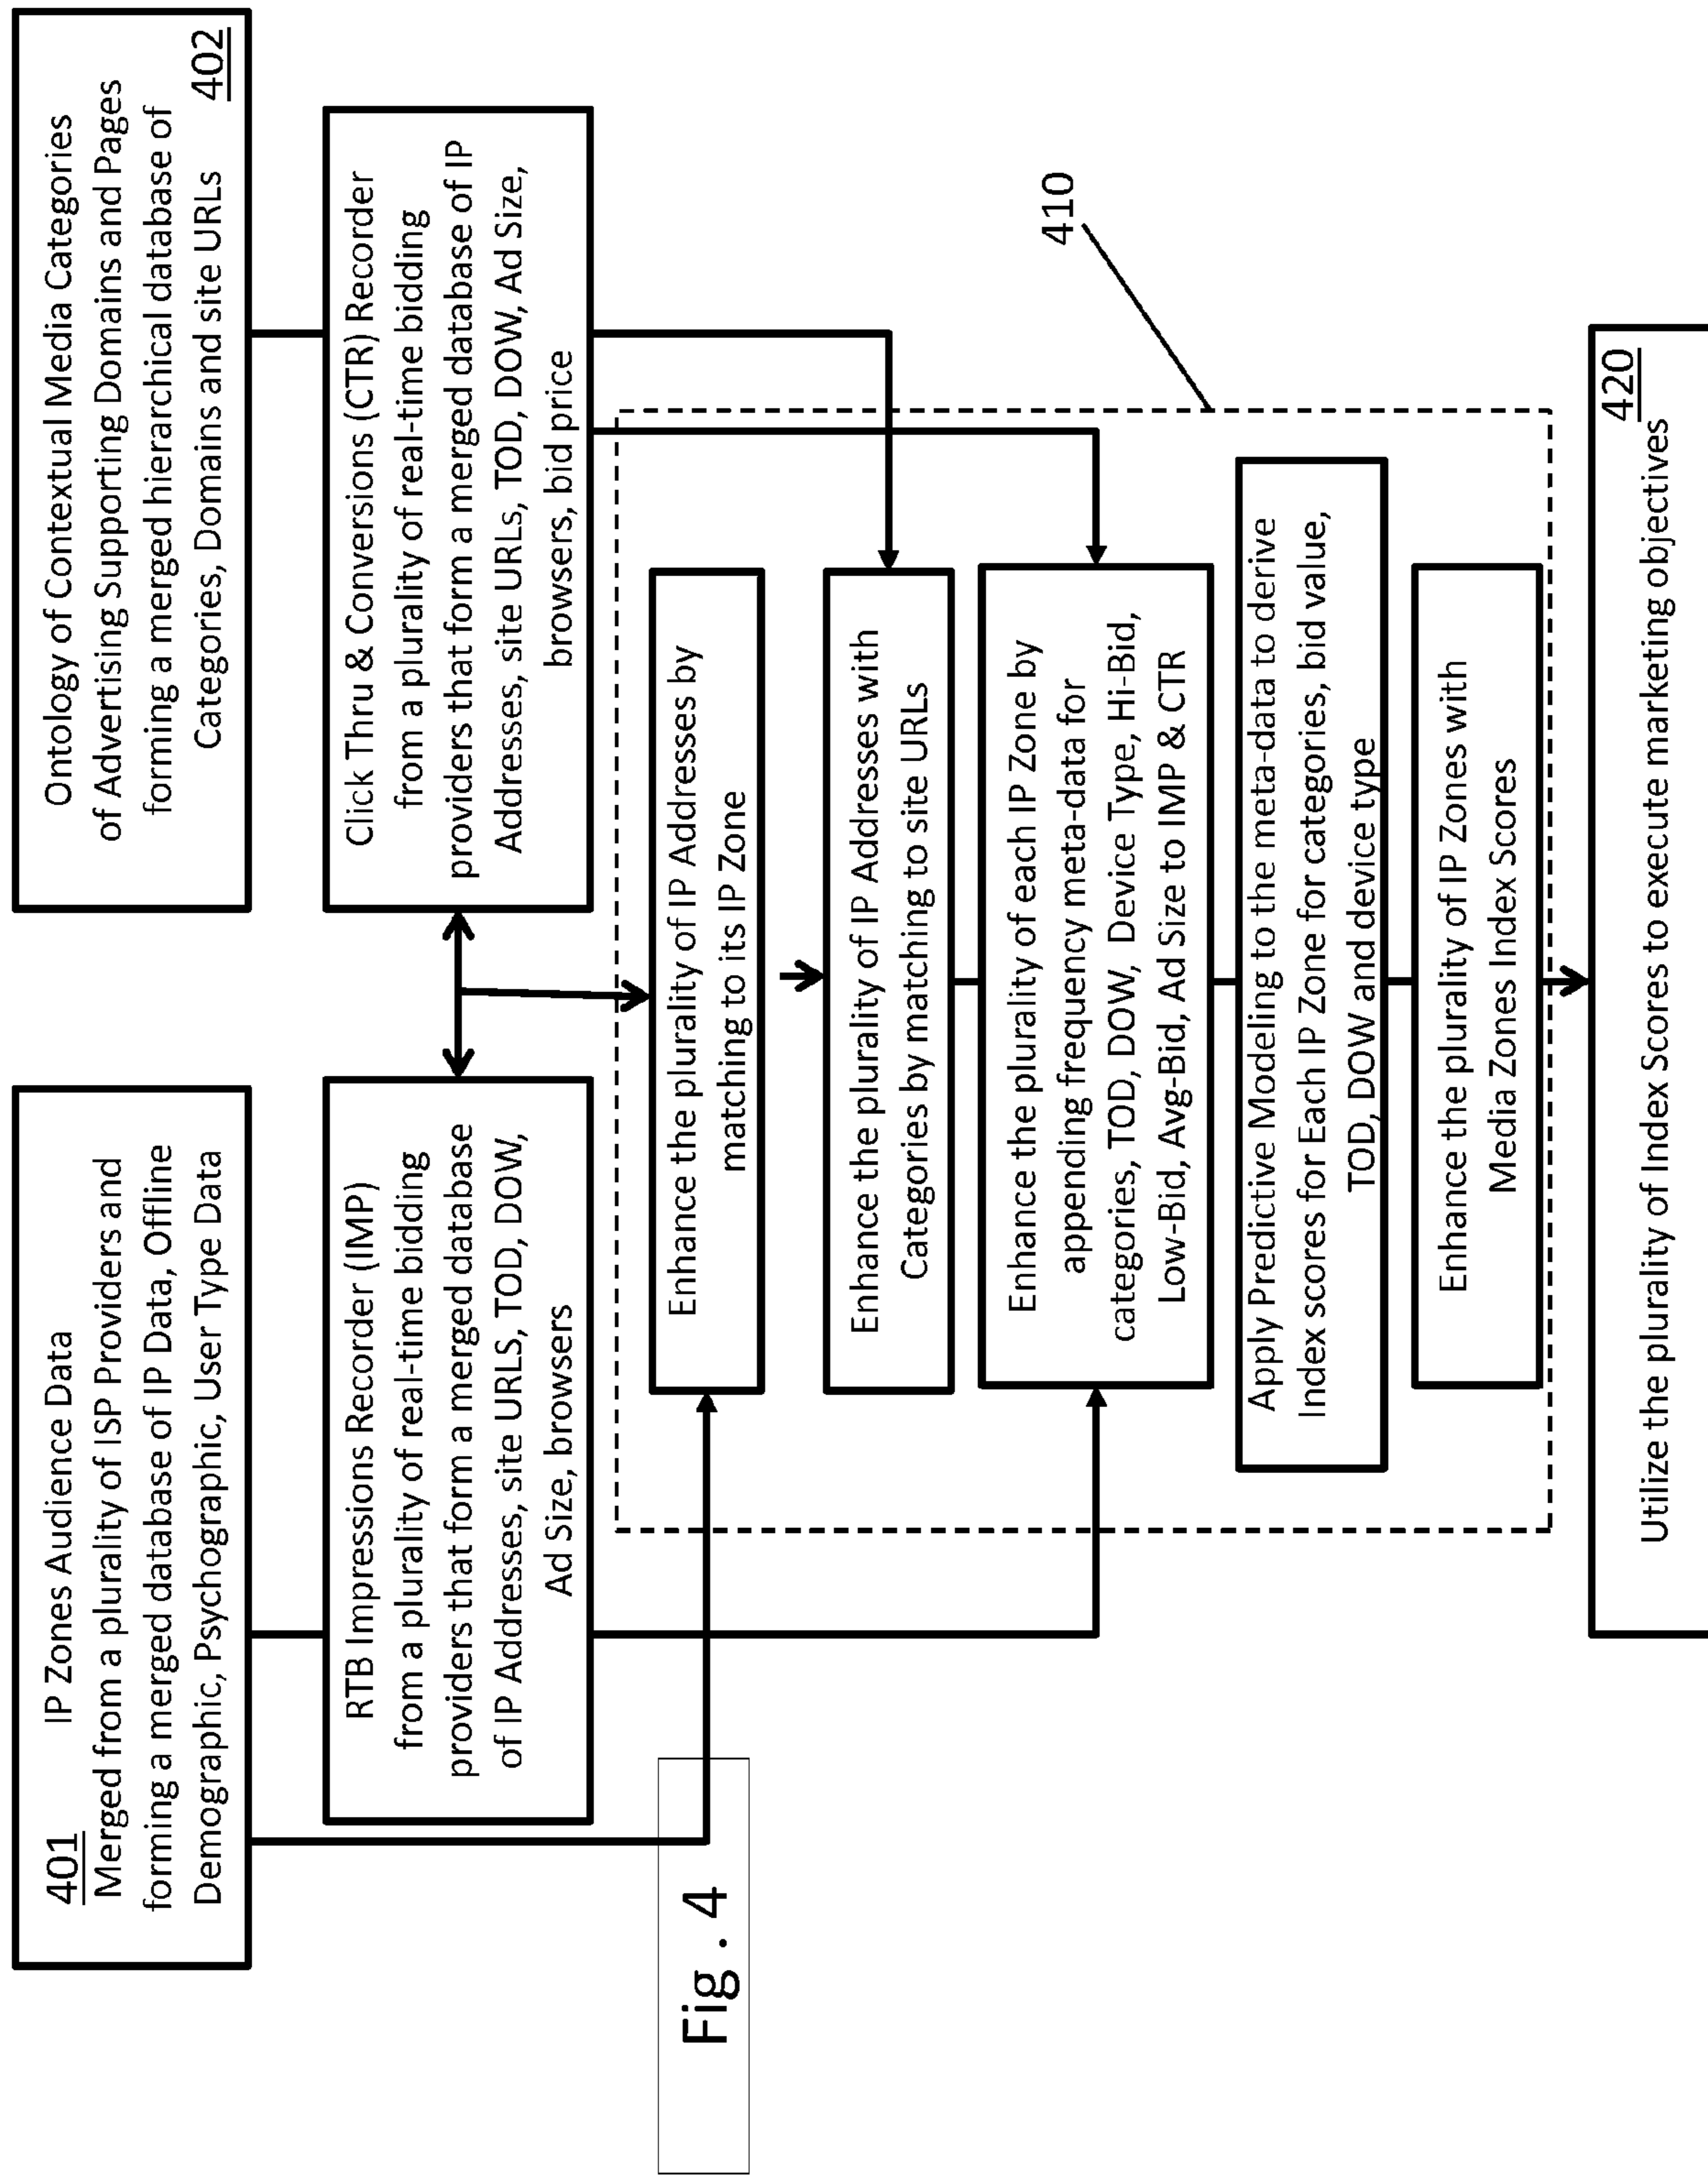 401
IP Zones Audience Data
Merged from a plurality of ISP Providers and
forming a merged database of IP Data, Offline
Demographic, Psychographic, User Type Data
Ontology of Contextual Media Categories
of Advertising Supporting Domains and Pages
forming a merged hierarchical database of
Categories, Domains and site URLs
402
RTB Impressions Recorder (IMP)
from a plurality of real-time bidding
providers that form a merged database
of IP Addresses, site URLS, TOD, DOW,
Ad Size, browsers
Click Thru & Conversions (CTR) Recorder
from a plurality of real-time bidding
providers that form a merged database of IP
Addresses, site URLs, TOD, DOW, Ad Size,
browsers, bid price
410
Enhance the plurality of IP Addresses by
matching to its IP Zone
Enhance the plurality of IP Addresses with
Categories by matching to site URLs
Enhance the plurality of each IP Zone by
appending frequency meta-data for
categories, TOD, DOW, Device Type, Hi-Bid,
Low-Bid, Avg-Bid, Ad Size to IMP & CTR
Apply Predictive Modeling to the meta-data to derive
Index scores for Each IP Zone for categories, bid value,
TOD, DOW and device type
Enhance the plurality of IP Zones with
Media Zones Index Scores
420
Utilize the plurality of Index Scores to execute marketing objectives
Fig . 4